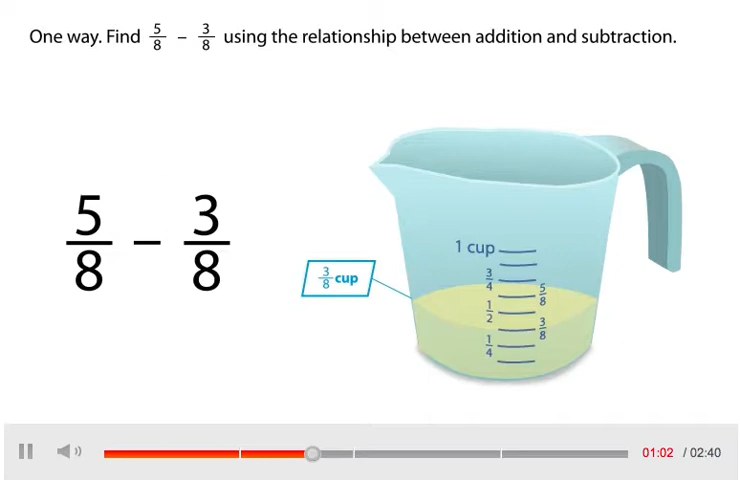 One way. Find 5/8 – 3/8 using the relationship between addition and subtraction.
5/8 – 3/8
1 cup
3/4
5/8
3/8 cup
1/2
3/8
1/4
01:02 / 02:40